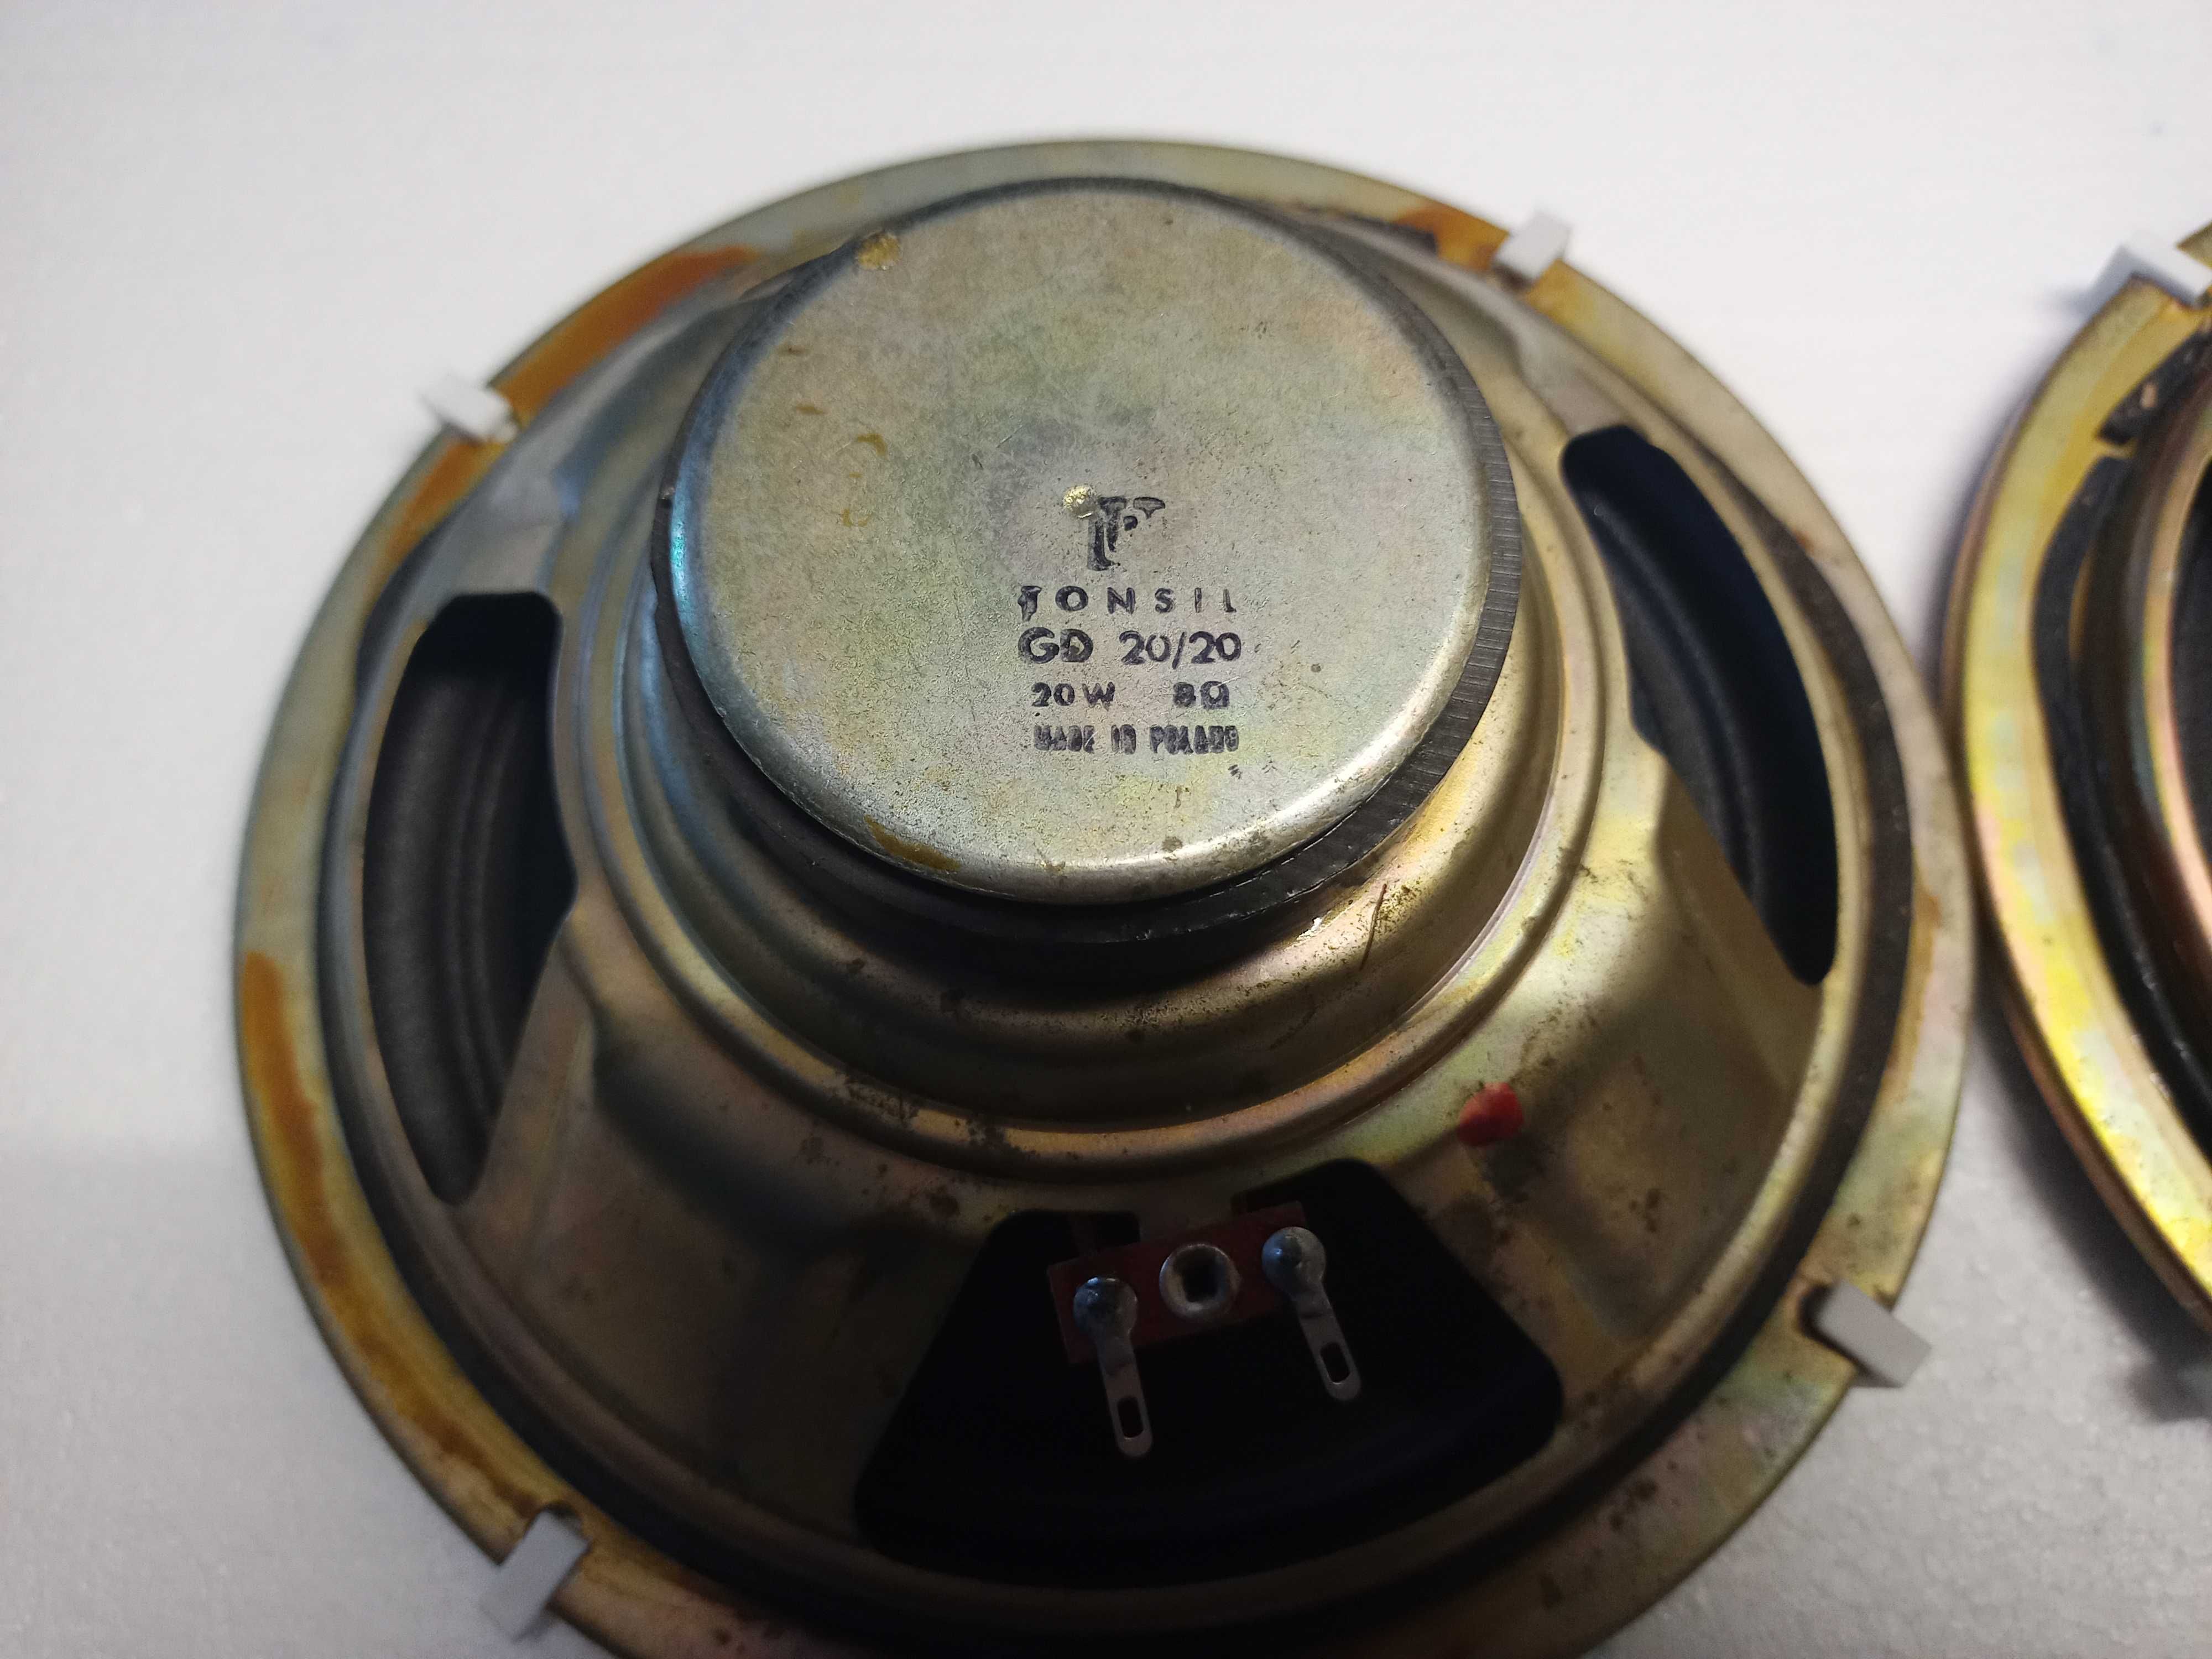 TONSIL
GD 20/20
20W 8Ω
MADE IN POLAND